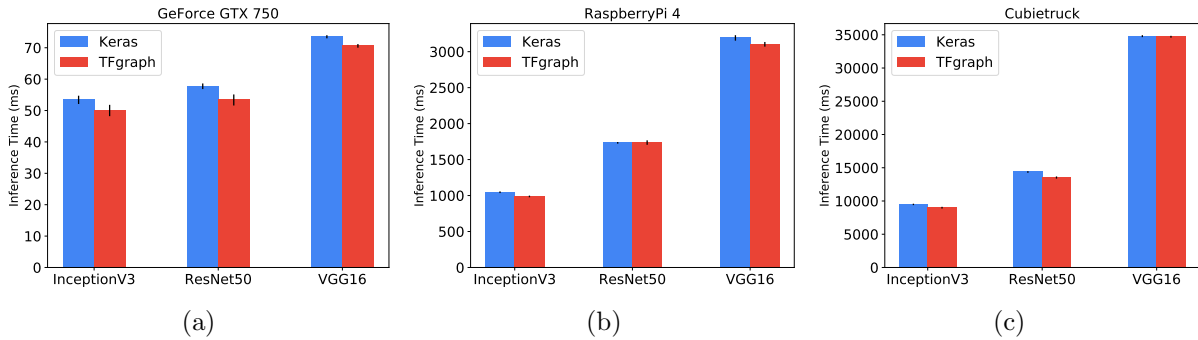 GeForce GTX 750
Inference Time (ms)
70
60
50
40
30
20
10
0
Keras
TFgraph
InceptionV3 ResNet50 VGG16
(a)
RaspberryPi 4
Inference Time (ms)
3000
2500
2000
1500
1000
500
0
Keras
TFgraph
InceptionV3 ResNet50 VGG16
(b)
Cubietruck
Inference Time (ms)
35000
30000
25000
20000
15000
10000
5000
0
Keras
TFgraph
InceptionV3 ResNet50 VGG16
(c)